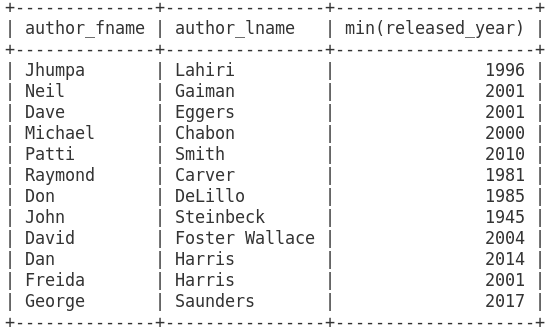 +--------------+----------------+--------------------+
| author_fname | author_lname   | min(released_year) |
+--------------+----------------+--------------------+
| Jhumpa       | Lahiri         |               1996 |
| Neil         | Gaiman         |               2001 |
| Dave         | Eggers         |               2001 |
| Michael      | Chabon         |               2000 |
| Patti        | Smith          |               2010 |
| Raymond      | Carver         |               1981 |
| Don          | DeLillo        |               1985 |
| John         | Steinbeck      |               1945 |
| David        | Foster Wallace |               2004 |
| Dan          | Harris         |               2014 |
| Freida       | Harris         |               2001 |
| George       | Saunders       |               2017 |
+--------------+----------------+--------------------+